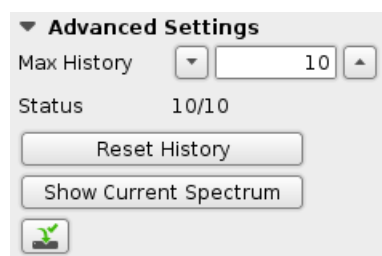 Advanced Settings
Max History 10
Status 10/10
Reset History
Show Current Spectrum